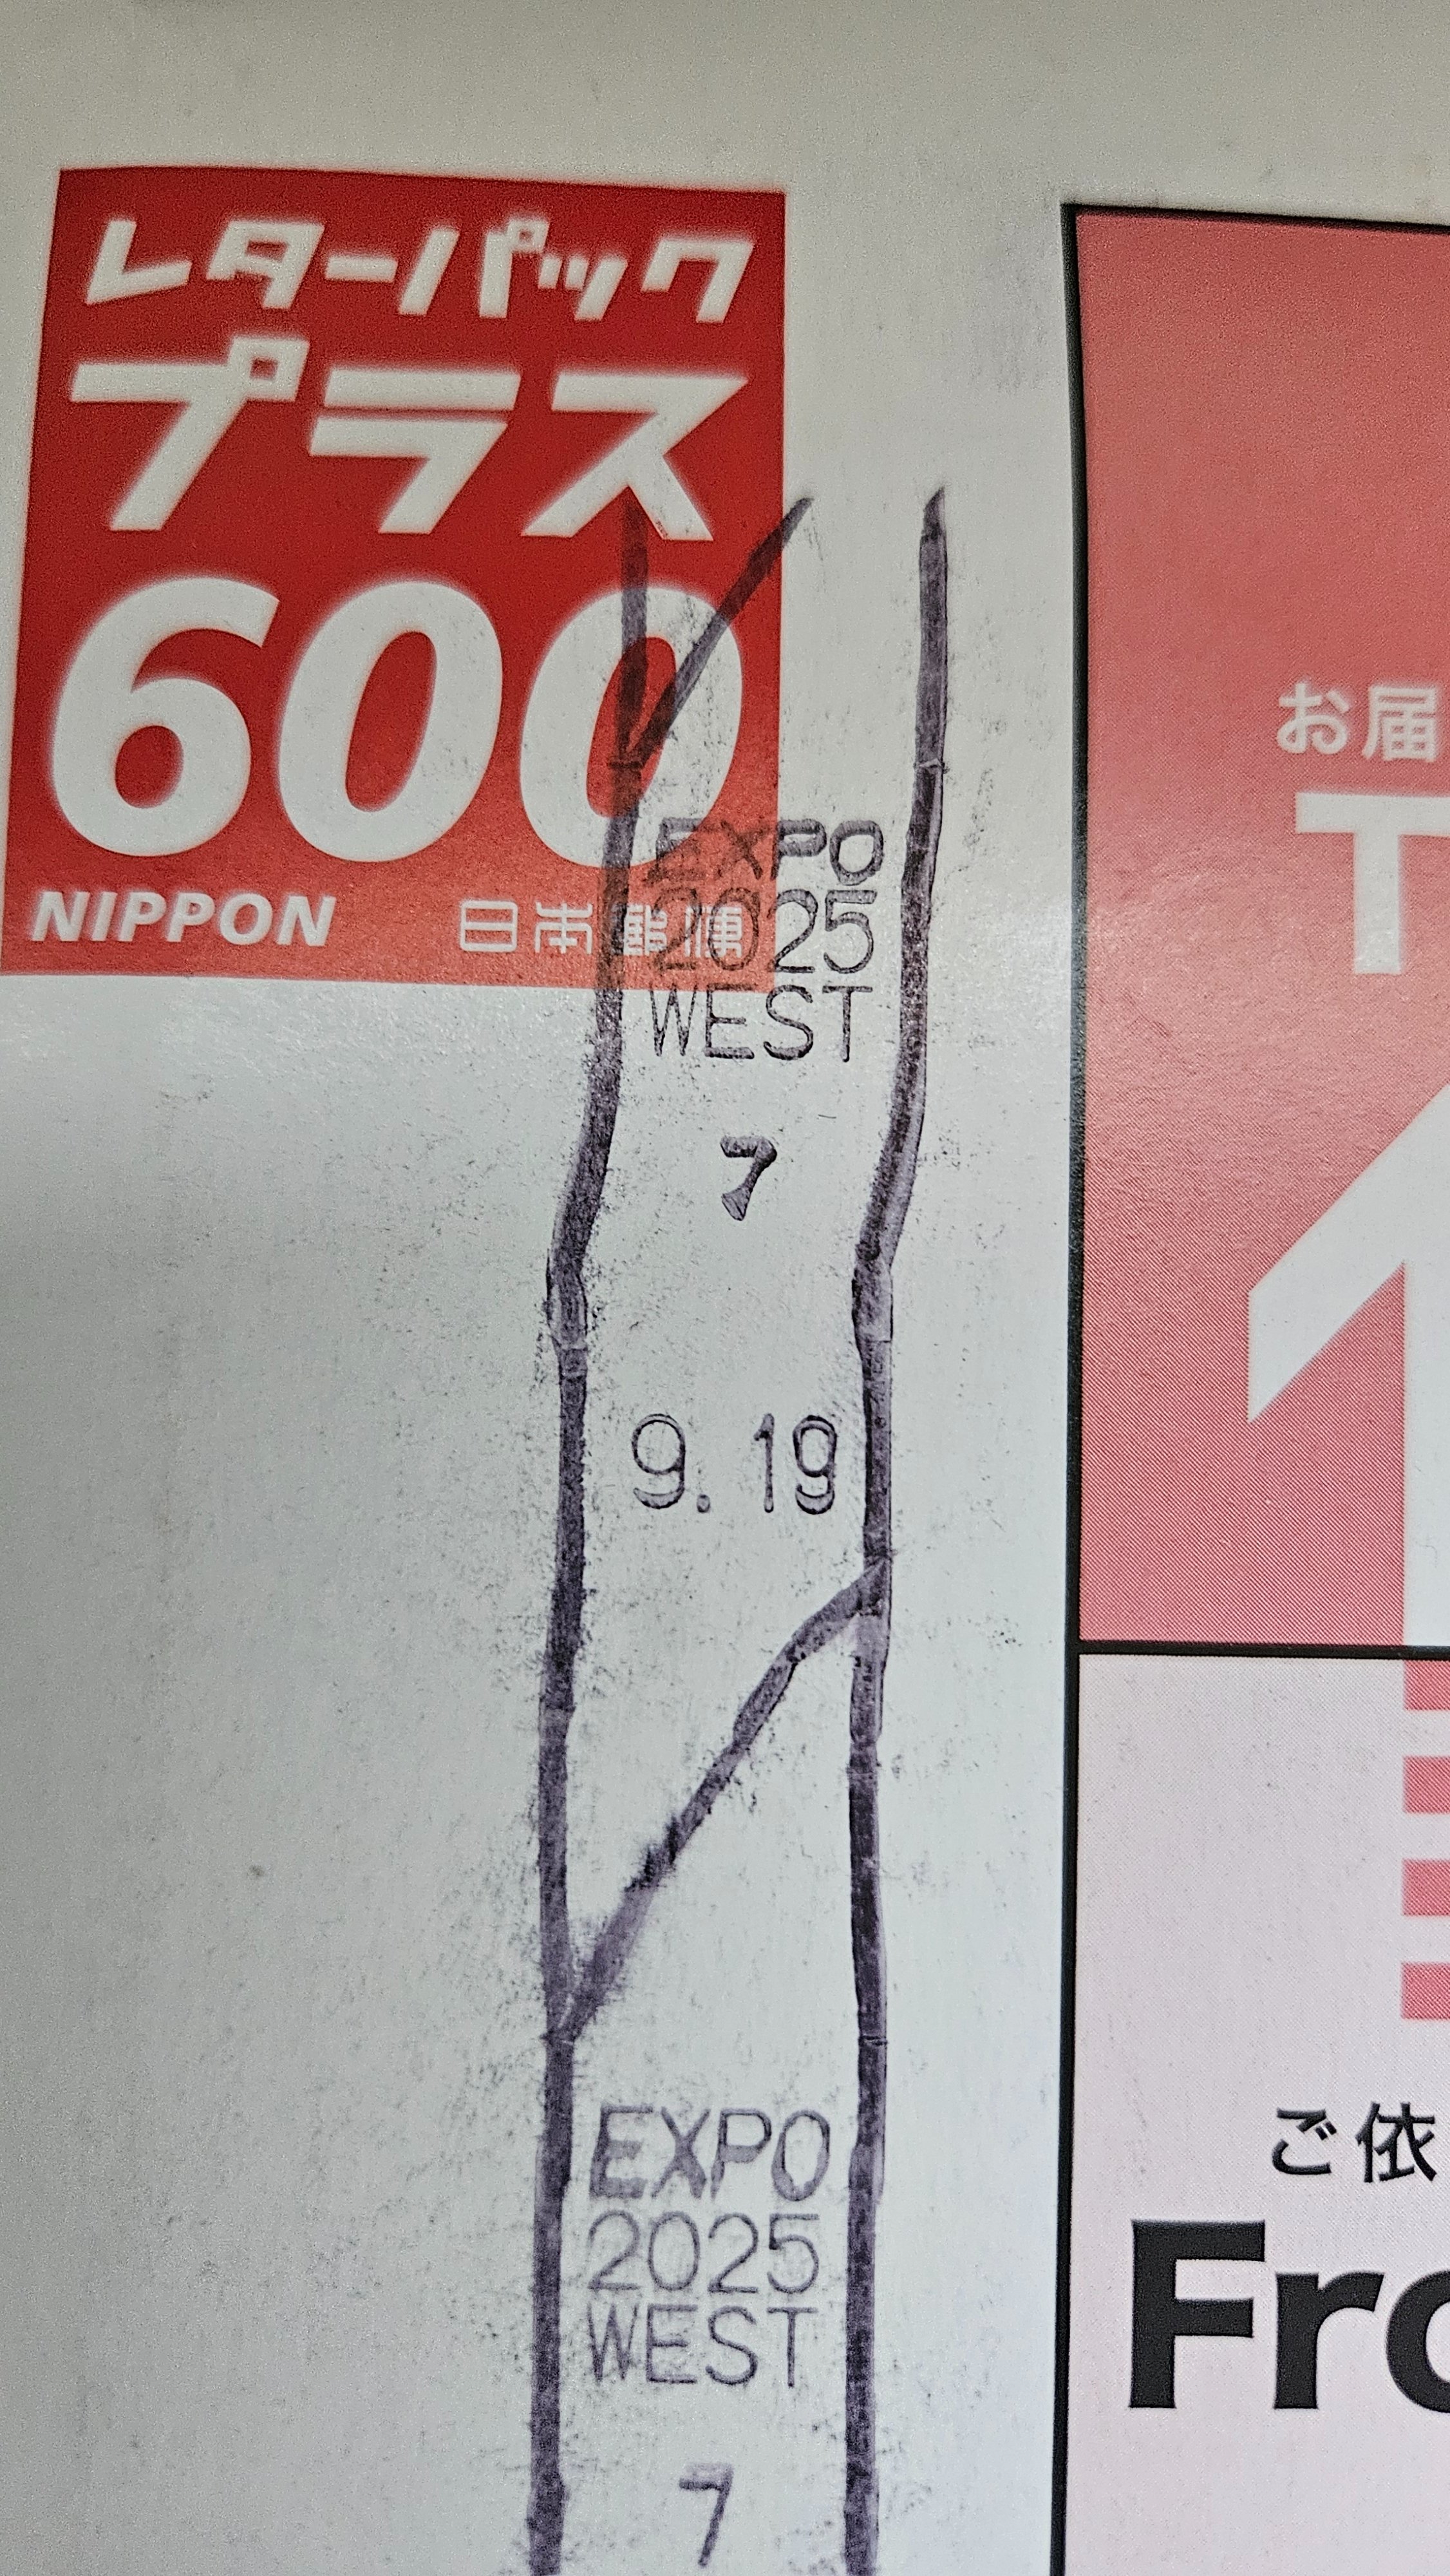 レターパック
プラス
600
NIPPON 日本郵便
EXPO
2025
WEST
7
9. 19
EXPO
2025
WEST
7
お届
T
ご依
Fro